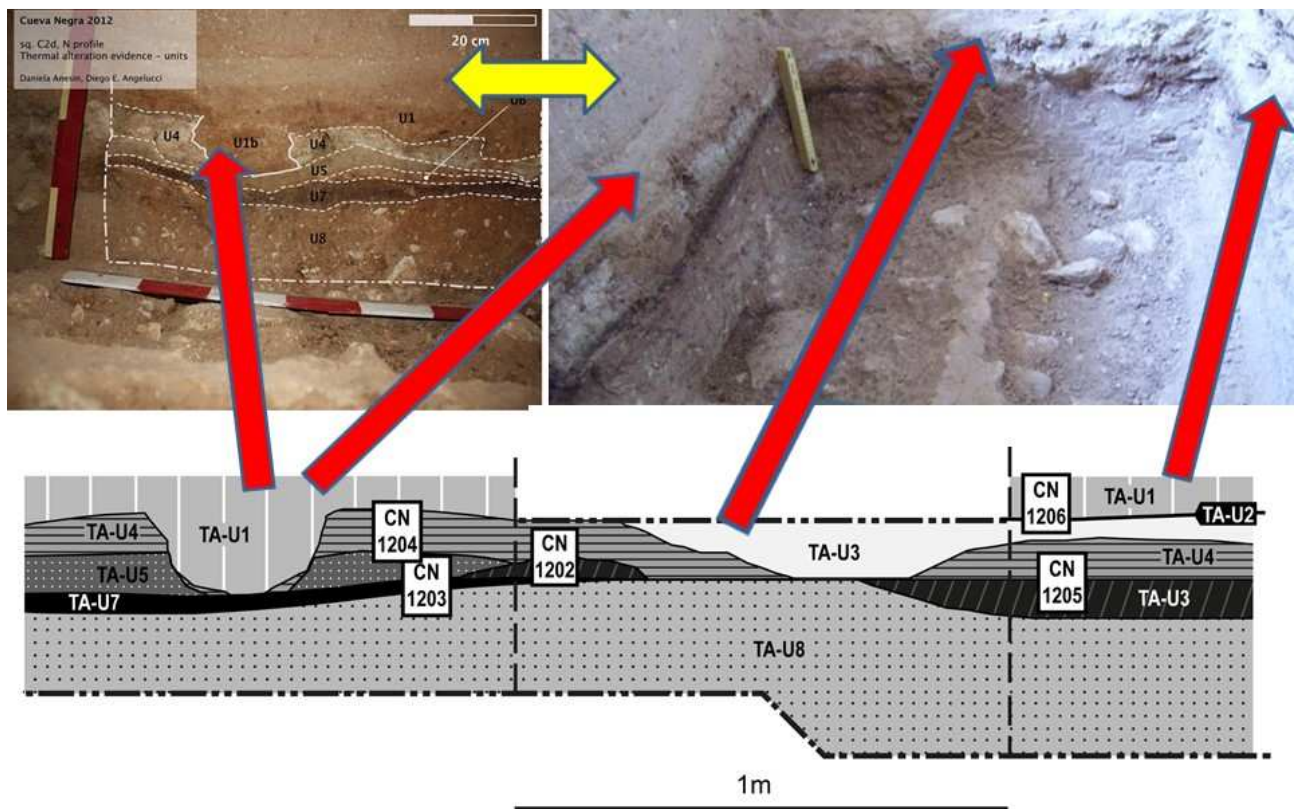 Cueva Negra 2012
sq. C2d, N profile
Thermal alteration evidence - units
Daniela Anesin, Diego E. Angelucci
20 cm
U6
U1
U4
U1b
U4
U5
U7
U8
CN
1206
TA-U1
TA-U2
TA-U4
TA-U1
CN
1204
TA-U3
TA-U4
TA-U5
CN
1202
CN
1205
TA-U7
CN
1203
TA-U3
TA-U8
1m